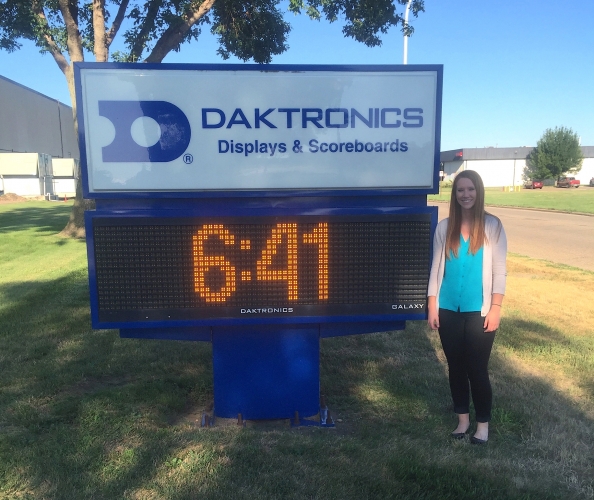 DAKTRONICS
Displays & Scoreboards
®
6:41
DAKTRONICS
GALAXY